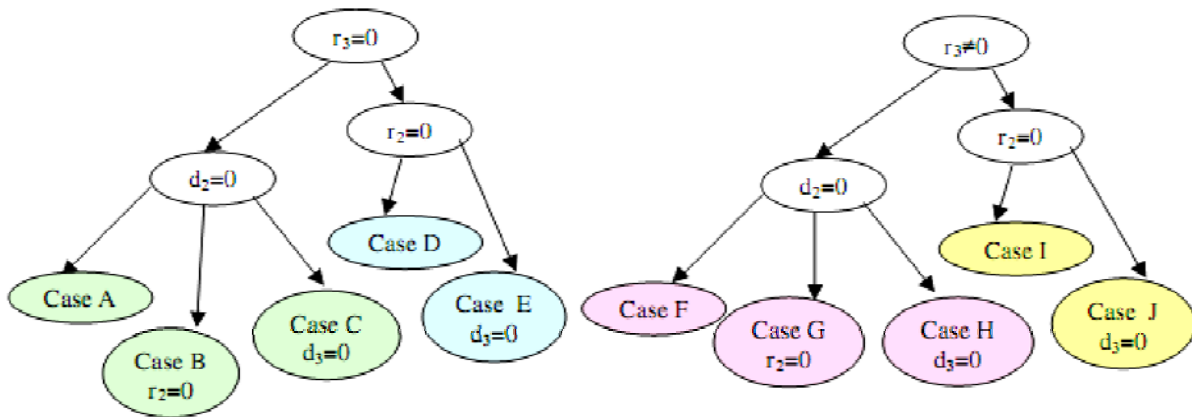 r₃=0
r₂=0
d₂=0
Case D
Case A
Case B
r₂=0
Case C
d₃=0
Case E
d₃=0
r₃≠0
r₂=0
d₂=0
Case I
Case F
Case G
r₂=0
Case H
d₃=0
Case J
d₃=0